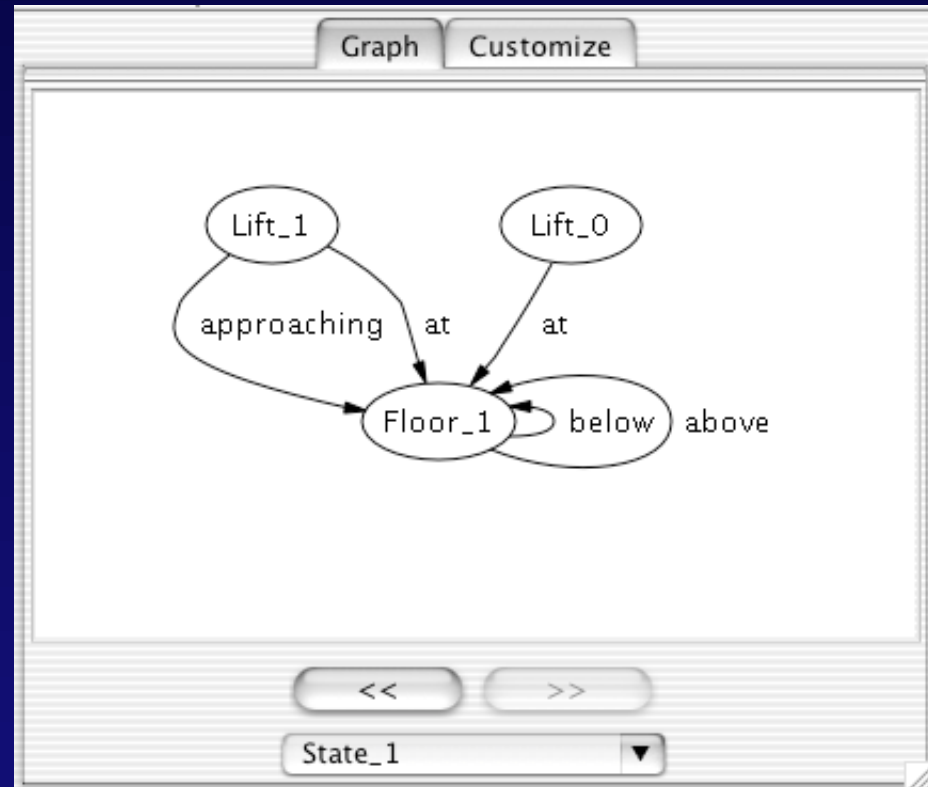 Graph Customize
Lift_1 Lift_0
approaching at at
Floor_1 below above
<< >>
State_1